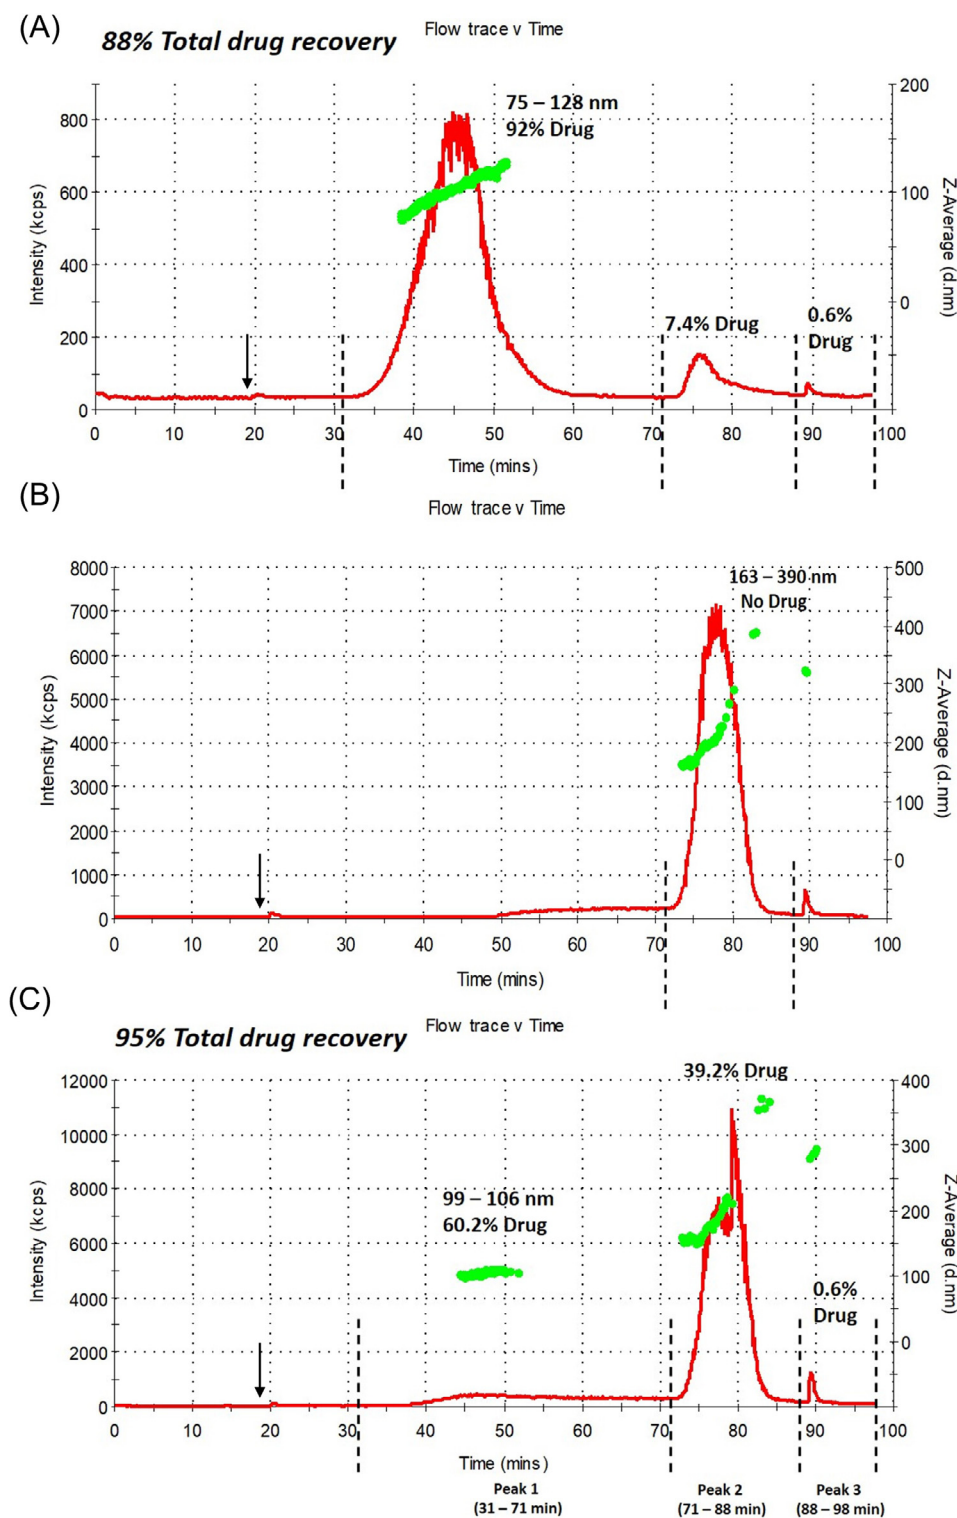 (A)
88% Total drug recovery
Flow trace v Time
75 – 128 nm
92% Drug
7.4% Drug
0.6%
Drug
Intensity (kcps)
800
600
400
200
0
200
100
0
Z-Average (d.nm)
0 10 20 30 40 50 60 70 80 90 100
Time (mins)
(B)
Flow trace v Time
163 – 390 nm
No Drug
Intensity (kcps)
8000
7000
6000
5000
4000
3000
2000
1000
0
500
400
300
200
100
0
Z-Average (d.nm)
0 10 20 30 40 50 60 70 80 90 100
Time (mins)
(C)
95% Total drug recovery
Flow trace v Time
39.2% Drug
99 – 106 nm
60.2% Drug
0.6%
Drug
Intensity (kcps)
12000
10000
8000
6000
4000
2000
0
400
300
200
100
0
Z-Average (d.nm)
0 10 20 30 40 50 60 70 80 90 100
Time (mins)
Peak 1
(31 – 71 min)
Peak 2
(71 – 88 min)
Peak 3
(88 – 98 min)